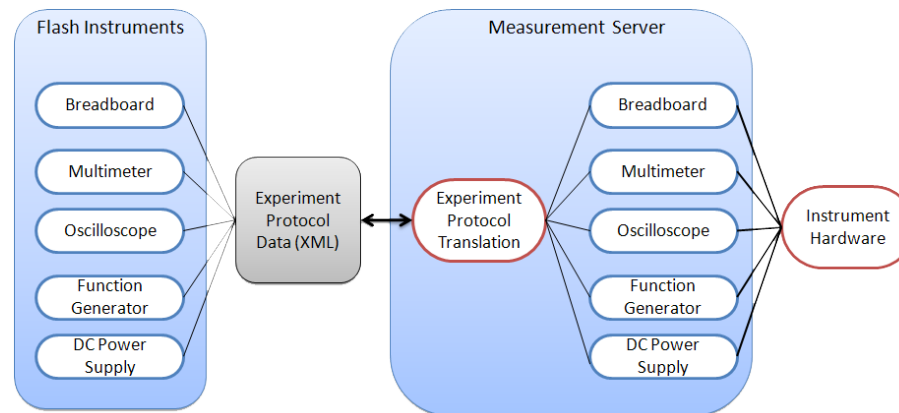 Flash Instruments
Breadboard
Multimeter
Oscilloscope
Function
Generator
DC Power
Supply
Experiment
Protocol
Data (XML)
Measurement Server
Experiment
Protocol
Translation
Breadboard
Multimeter
Oscilloscope
Function
Generator
DC Power
Supply
Instrument
Hardware